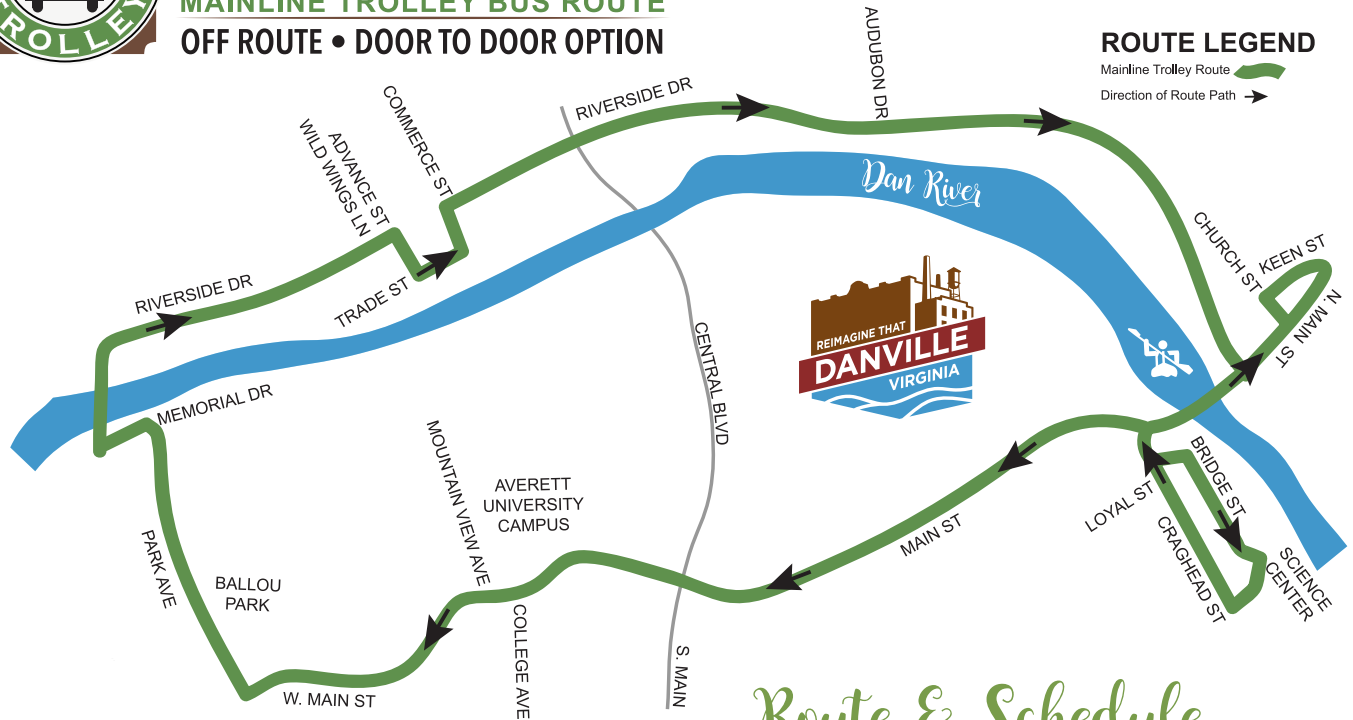 TROLLEY
MAINLINE TROLLEY BUS ROUTE
OFF ROUTE • DOOR TO DOOR OPTION
ROUTE LEGEND
Mainline Trolley Route
Direction of Route Path
AUDUBON DR
RIVERSIDE DR
COMMERCE ST
ADVANCE ST
WILD WINGS LN
Dan River
CHURCH ST
KEEN ST
N. MAIN ST
RIVERSIDE DR
TRADE ST
REIMAGINE THAT
DANVILLE
VIRGINIA
CENTRAL BLVD
MEMORIAL DR
MOUNTAIN VIEW AVE
AVERETT
UNIVERSITY
CAMPUS
BRIDGE ST
LOYAL ST
CRAGHEAD ST
SCIENCE
CENTER
MAIN ST
PARK AVE
BALLOU
PARK
COLLEGE AVE
S. MAIN
W. MAIN ST
Route & Schedule